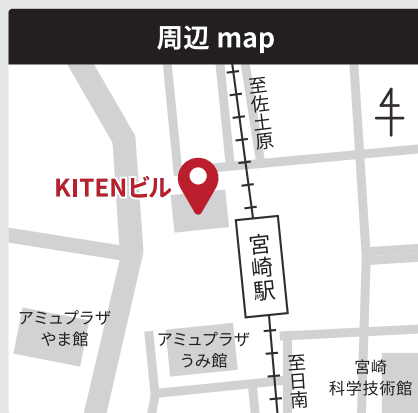 周辺 map
至佐土原
KITENビル
宮崎駅
アミュプラザ
やま館
アミュプラザ
うみ館
至日南
宮崎
科学技術館